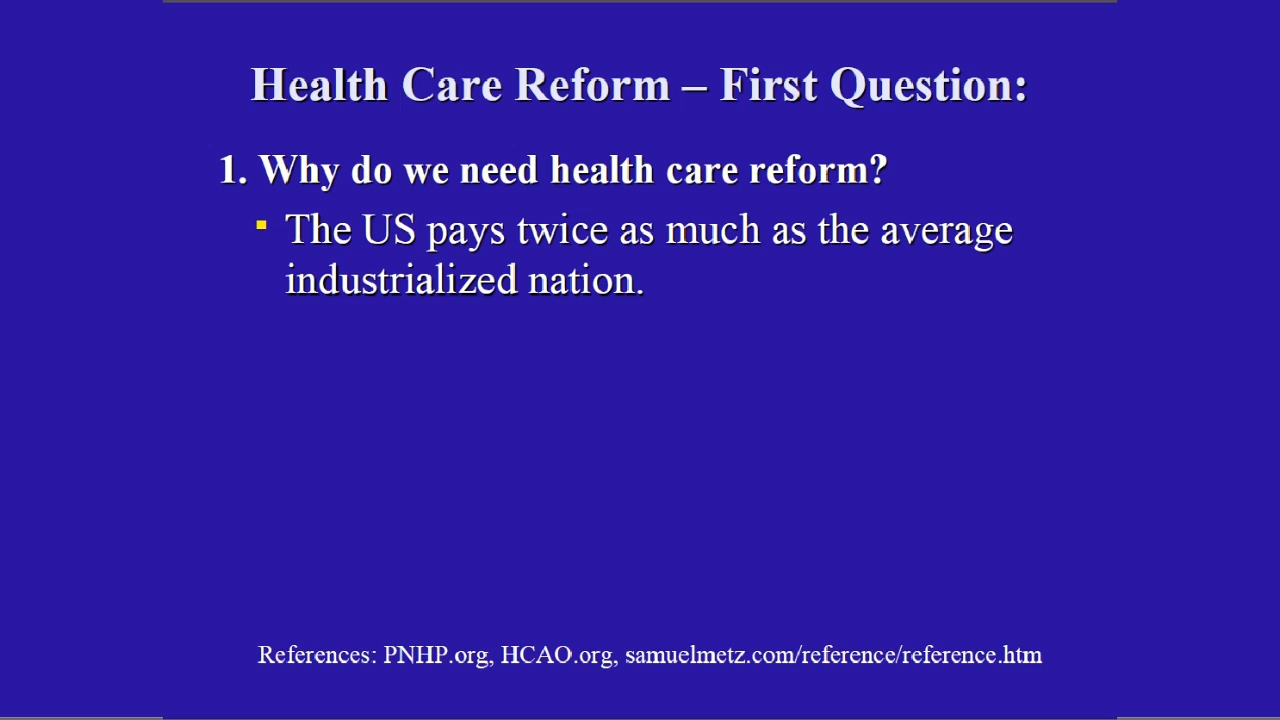 Health Care Reform – First Question:
1. Why do we need health care reform?
▪ The US pays twice as much as the average
industrialized nation.
References: PNHP.org, HCAO.org, samuelmetz.com/reference/reference.htm